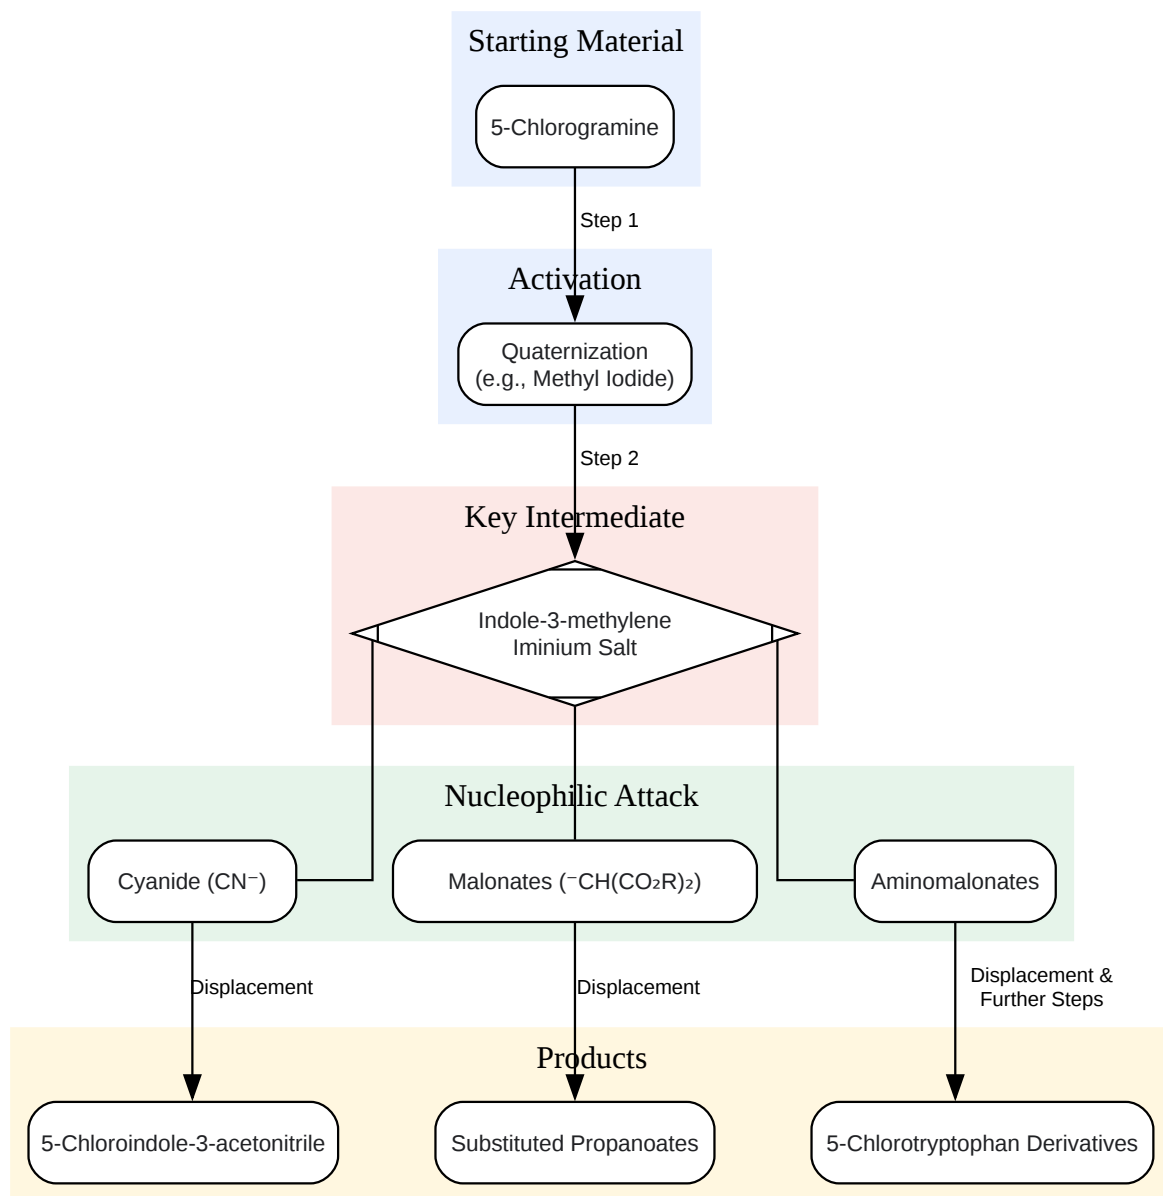 Starting Material
5-Chlorogramine
Step 1
Activation
Quaternization
(e.g., Methyl Iodide)
Step 2
Key Intermediate
Indole-3-methylene
Iminium Salt
Nucleophilic Attack
Cyanide (CN⁻)
Malonates (⁻CH(CO₂R)₂)
Aminomalonates
Displacement
Displacement
Displacement &
Further Steps
Products
5-Chloroindole-3-acetonitrile
Substituted Propanoates
5-Chlorotryptophan Derivatives